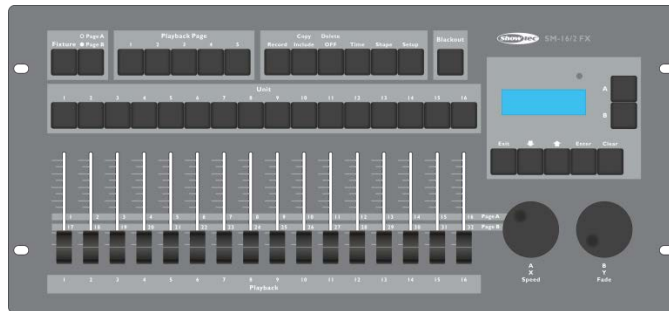 Page A
Fixture Page B
Playback Page
1 2 3 4 5
Copy Delete
Record Include OFF Time Shape Setup
Blackout
Showtec SM-16/2 FX
Unit
1 2 3 4 5 6 7 8 9 10 11 12 13 14 15 16
A
B
Exit Enter Clear
1 2 3 4 5 6 7 8 9 10 11 12 13 14 15 16 Page A
17 18 19 20 21 22 23 24 25 26 27 28 29 30 31 32 Page B
1 2 3 4 5 6 7 8 9 10 11 12 13 14 15 16
Playback
A
X
Speed
B
Y
Fade